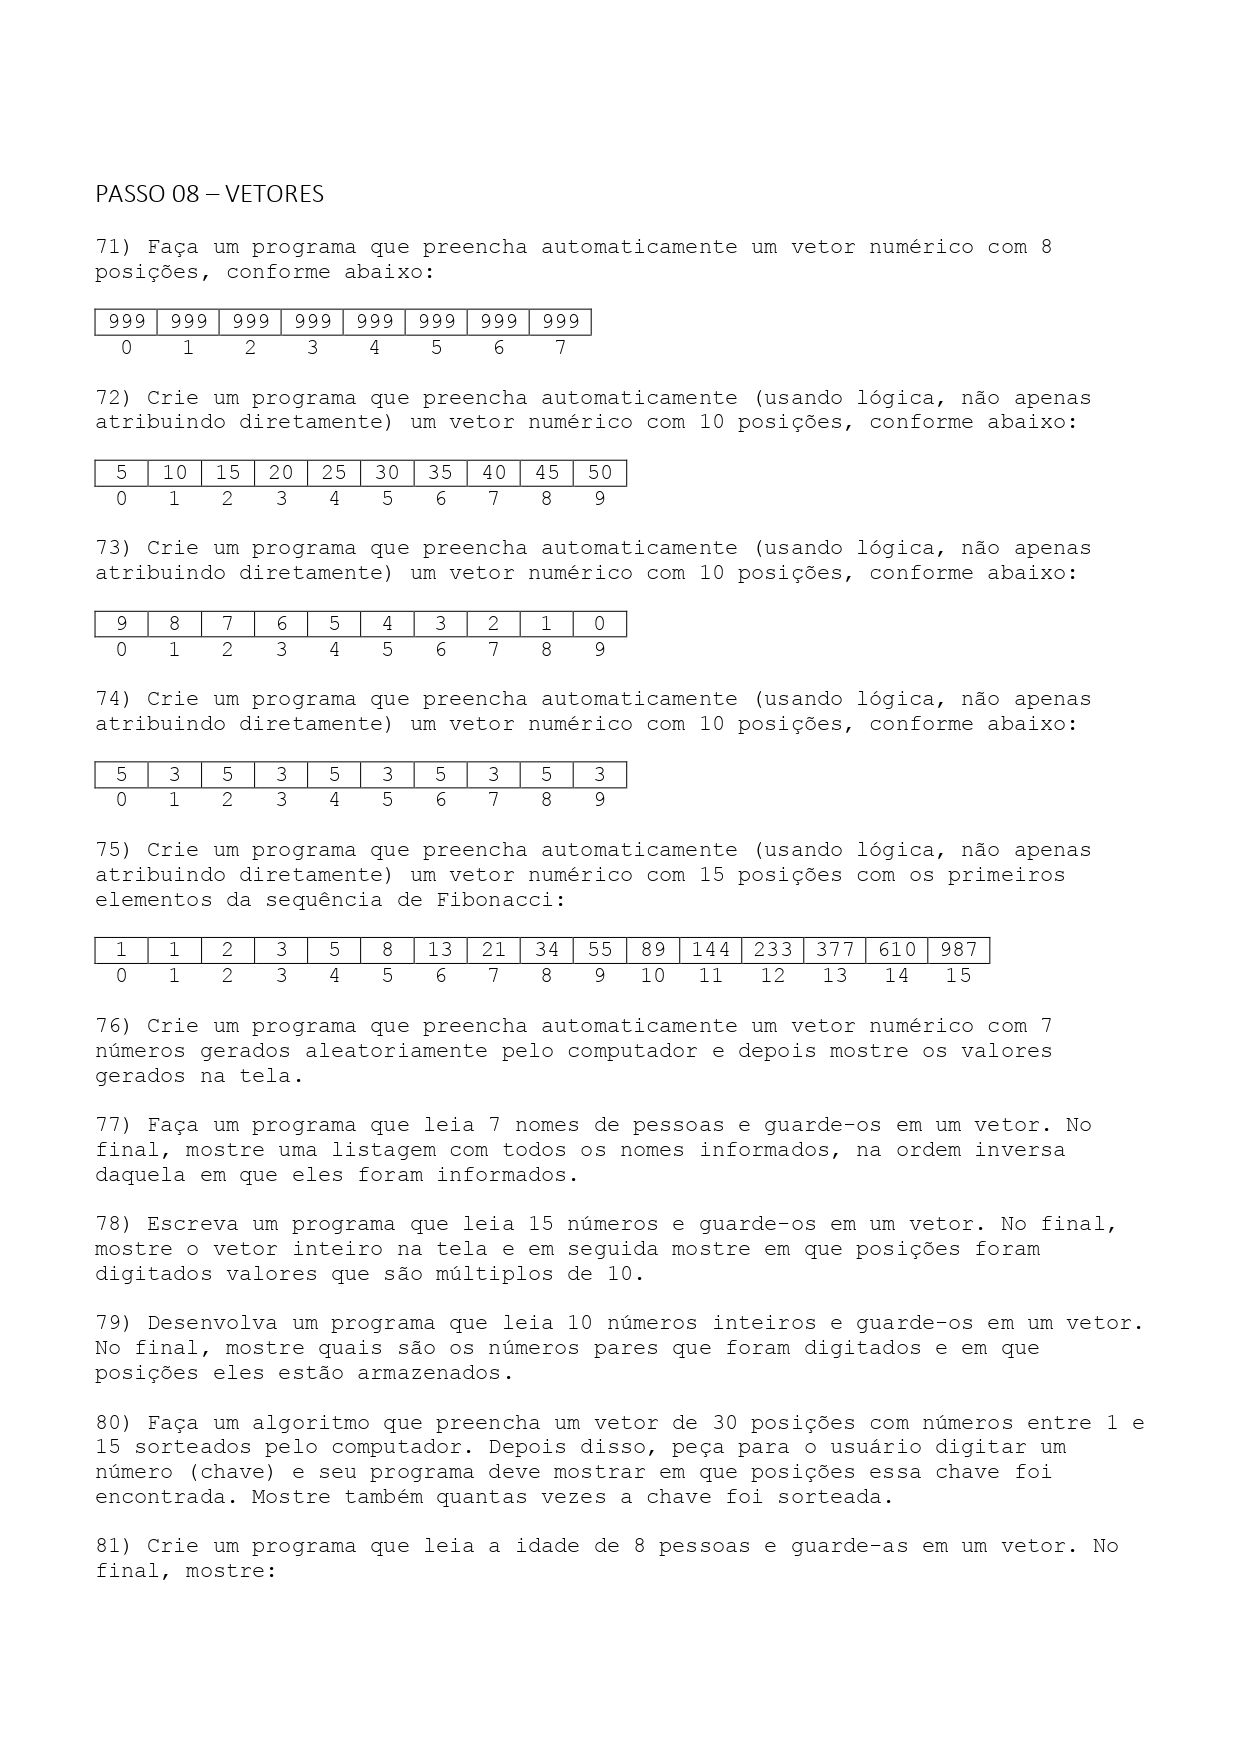 PASSO 08 – VETORES
71) Faça um programa que preencha automaticamente um vetor numérico com 8
posições, conforme abaixo:
999 999 999 999 999 999 999 999
0 1 2 3 4 5 6 7
72) Crie um programa que preencha automaticamente (usando lógica, não apenas
atribuindo diretamente) um vetor numérico com 10 posições, conforme abaixo:
5 10 15 20 25 30 35 40 45 50
0 1 2 3 4 5 6 7 8 9
73) Crie um programa que preencha automaticamente (usando lógica, não apenas
atribuindo diretamente) um vetor numérico com 10 posições, conforme abaixo:
9 8 7 6 5 4 3 2 1 0
0 1 2 3 4 5 6 7 8 9
74) Crie um programa que preencha automaticamente (usando lógica, não apenas
atribuindo diretamente) um vetor numérico com 10 posições, conforme abaixo:
5 3 5 3 5 3 5 3 5 3
0 1 2 3 4 5 6 7 8 9
75) Crie um programa que preencha automaticamente (usando lógica, não apenas
atribuindo diretamente) um vetor numérico com 15 posições com os primeiros
elementos da sequência de Fibonacci:
1 1 2 3 5 8 13 21 34 55 89 144 233 377 610 987
0 1 2 3 4 5 6 7 8 9 10 11 12 13 14 15
76) Crie um programa que preencha automaticamente um vetor numérico com 7
números gerados aleatoriamente pelo computador e depois mostre os valores
gerados na tela.
77) Faça um programa que leia 7 nomes de pessoas e guarde-os em um vetor. No
final, mostre uma listagem com todos os nomes informados, na ordem inversa
daquela em que eles foram informados.
78) Escreva um programa que leia 15 números e guarde-os em um vetor. No final,
mostre o vetor inteiro na tela e em seguida mostre em que posições foram
digitados valores que são múltiplos de 10.
79) Desenvolva um programa que leia 10 números inteiros e guarde-os em um vetor.
No final, mostre quais são os números pares que foram digitados e em que
posições eles estão armazenados.
80) Faça um algoritmo que preencha um vetor de 30 posições com números entre 1 e
15 sorteados pelo computador. Depois disso, peça para o usuário digitar um
número (chave) e seu programa deve mostrar em que posições essa chave foi
encontrada. Mostre também quantas vezes a chave foi sorteada.
81) Crie um programa que leia a idade de 8 pessoas e guarde-as em um vetor. No
final, mostre: